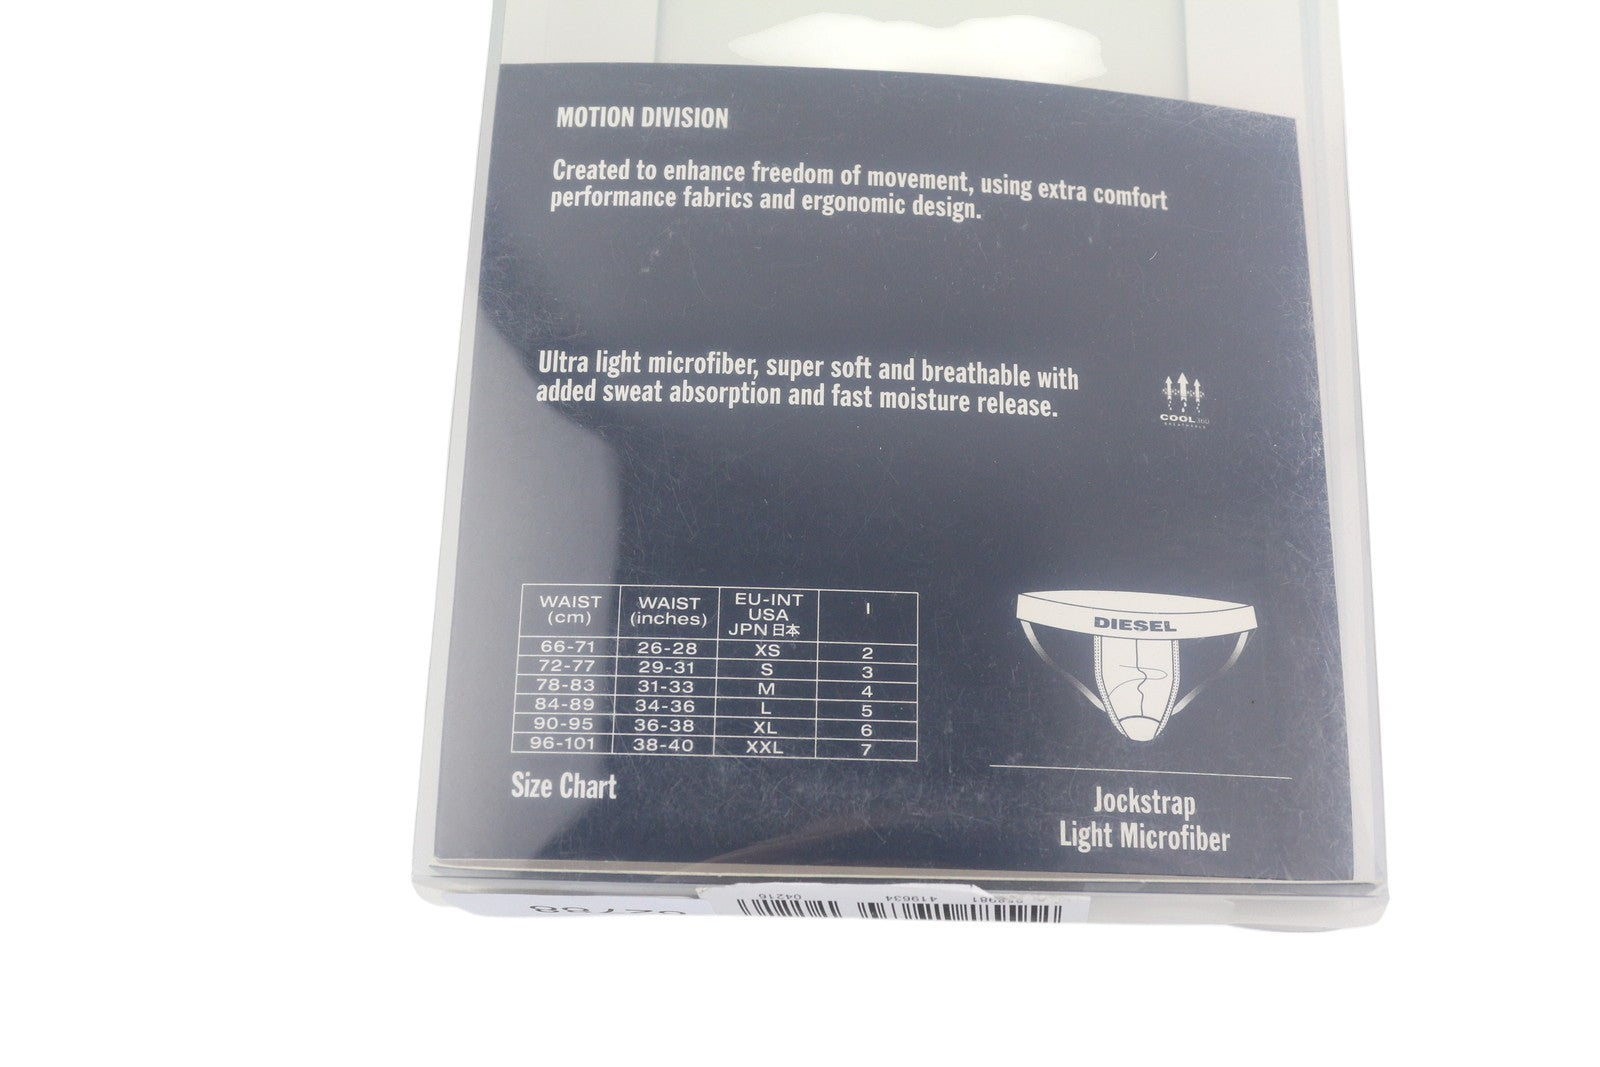 MOTION DIVISION
Created to enhance freedom of movement, using extra comfort
performance fabrics and ergonomic design.
Ultra light microfiber, super soft and breathable with
added sweat absorption and fast moisture release.
COOL 360
BREATHABLE
WAIST (cm) WAIST (inches) EU-INT USA JPN 日本 I
66-71 26-28 XS 2
72-77 29-31 S 3
78-83 31-33 M 4
84-89 34-36 L 5
90-95 36-38 XL 6
96-101 38-40 XXL 7
Size Chart
DIESEL
Jockstrap
Light Microfiber
419634 04216